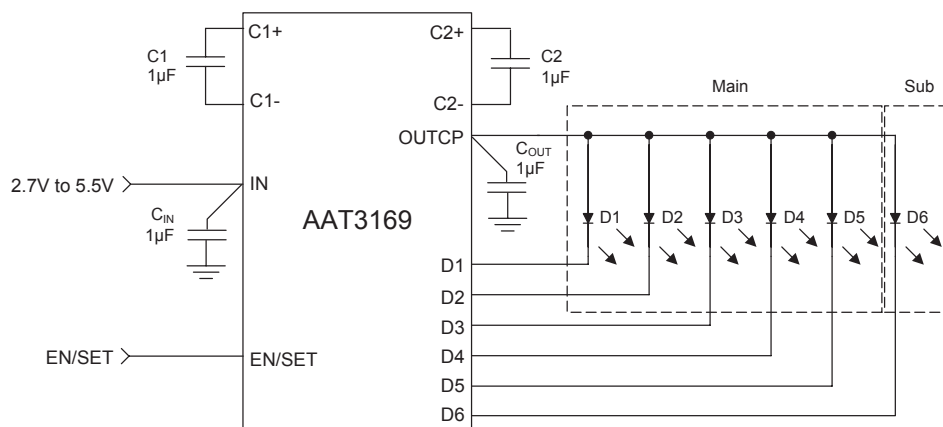 C1+
C1
1µF
C1-
C2+
C2
1µF
C2-
Main
Sub
OUTCP
COUT
1µF
2.7V to 5.5V
IN
CIN
1µF
AAT3169
D1
D2
D3
D4
D5
D6
D1
D2
D3
D4
D5
D6
EN/SET
EN/SET